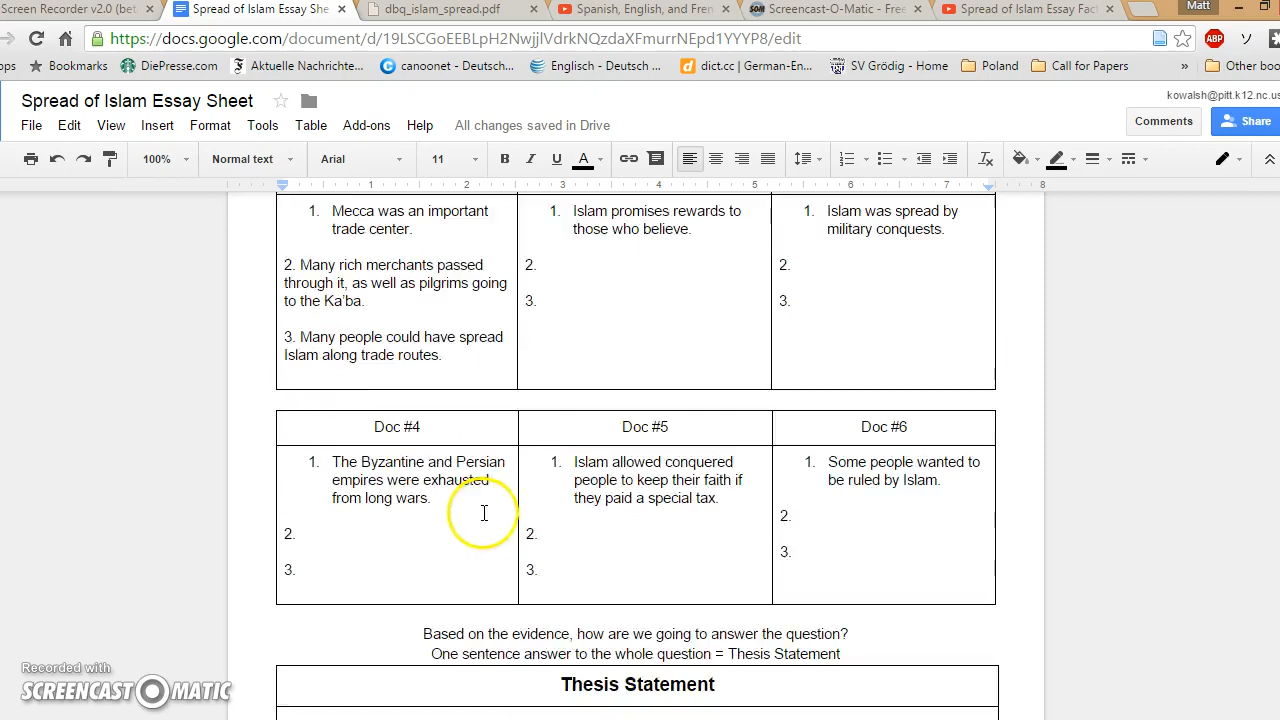 Screen Recorder v2.0 (bet
Spread of Islam Essay She
dbq_islam_spread.pdf
Spanish, English, and Fren
Screencast-O-Matic - Free
Spread of Islam Essay Fact
Matt
https://docs.google.com/document/d/19LSCGoEEBLpH2NwjjlVdrkNQzdaXFmurrNEpd1YYYP8/edit
ABP
ps
Bookmarks
DiePresse.com
Aktuelle Nachrichte...
canoonet - Deutsch...
Englisch - Deutsch ...
dict.cc | German-En...
SV Grödig - Home
Poland
Call for Papers
»
Other boo
Spread of Islam Essay Sheet
kowalsh@pitt.k12.nc.us
File Edit View Insert Format Tools Table Add-ons Help All changes saved in Drive
Comments
Share
100% Normal text Arial 11 B I U A
1 2 3 4 5 6 7 8
1. Mecca was an important
trade center.
2. Many rich merchants passed
through it, as well as pilgrims going
to the Ka'ba.
3. Many people could have spread
Islam along trade routes.
1. Islam promises rewards to
those who believe.
2.
3.
1. Islam was spread by
military conquests.
2.
3.
Doc #4
Doc #5
Doc #6
1. The Byzantine and Persian
empires were exhausted
from long wars.
2.
3.
1. Islam allowed conquered
people to keep their faith if
they paid a special tax.
2.
3.
1. Some people wanted to
be ruled by Islam.
2.
3.
Based on the evidence, how are we going to answer the question?
One sentence answer to the whole question = Thesis Statement
Thesis Statement
Recorded with
SCREENCAST-O-MATIC